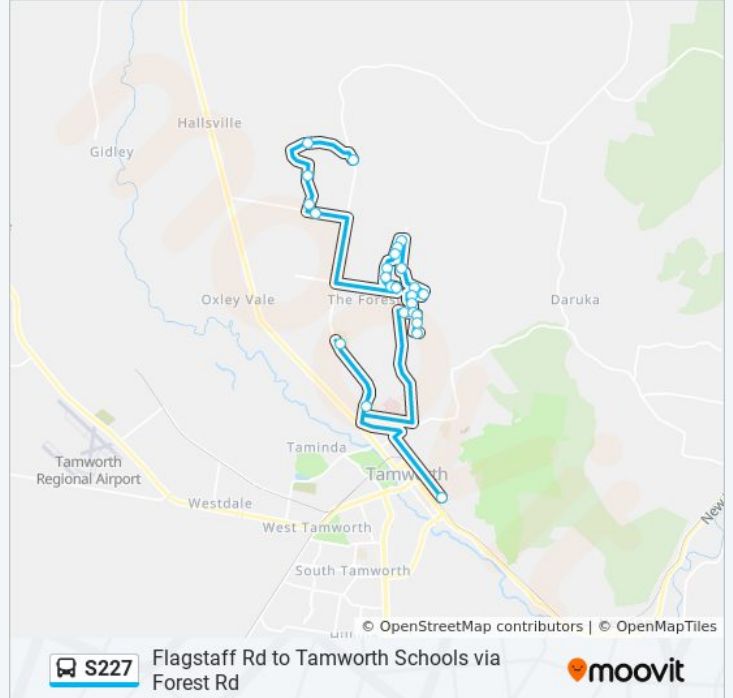 Hallsville
Gidley
Oxley Vale
The Forest
Daruka
Taminda
Tamworth
Regional Airport
Tamworth
Westdale
West Tamworth
South Tamworth
© OpenStreetMap contributors | © OpenMapTiles
S227
Flagstaff Rd to Tamworth Schools via
Forest Rd
moovit